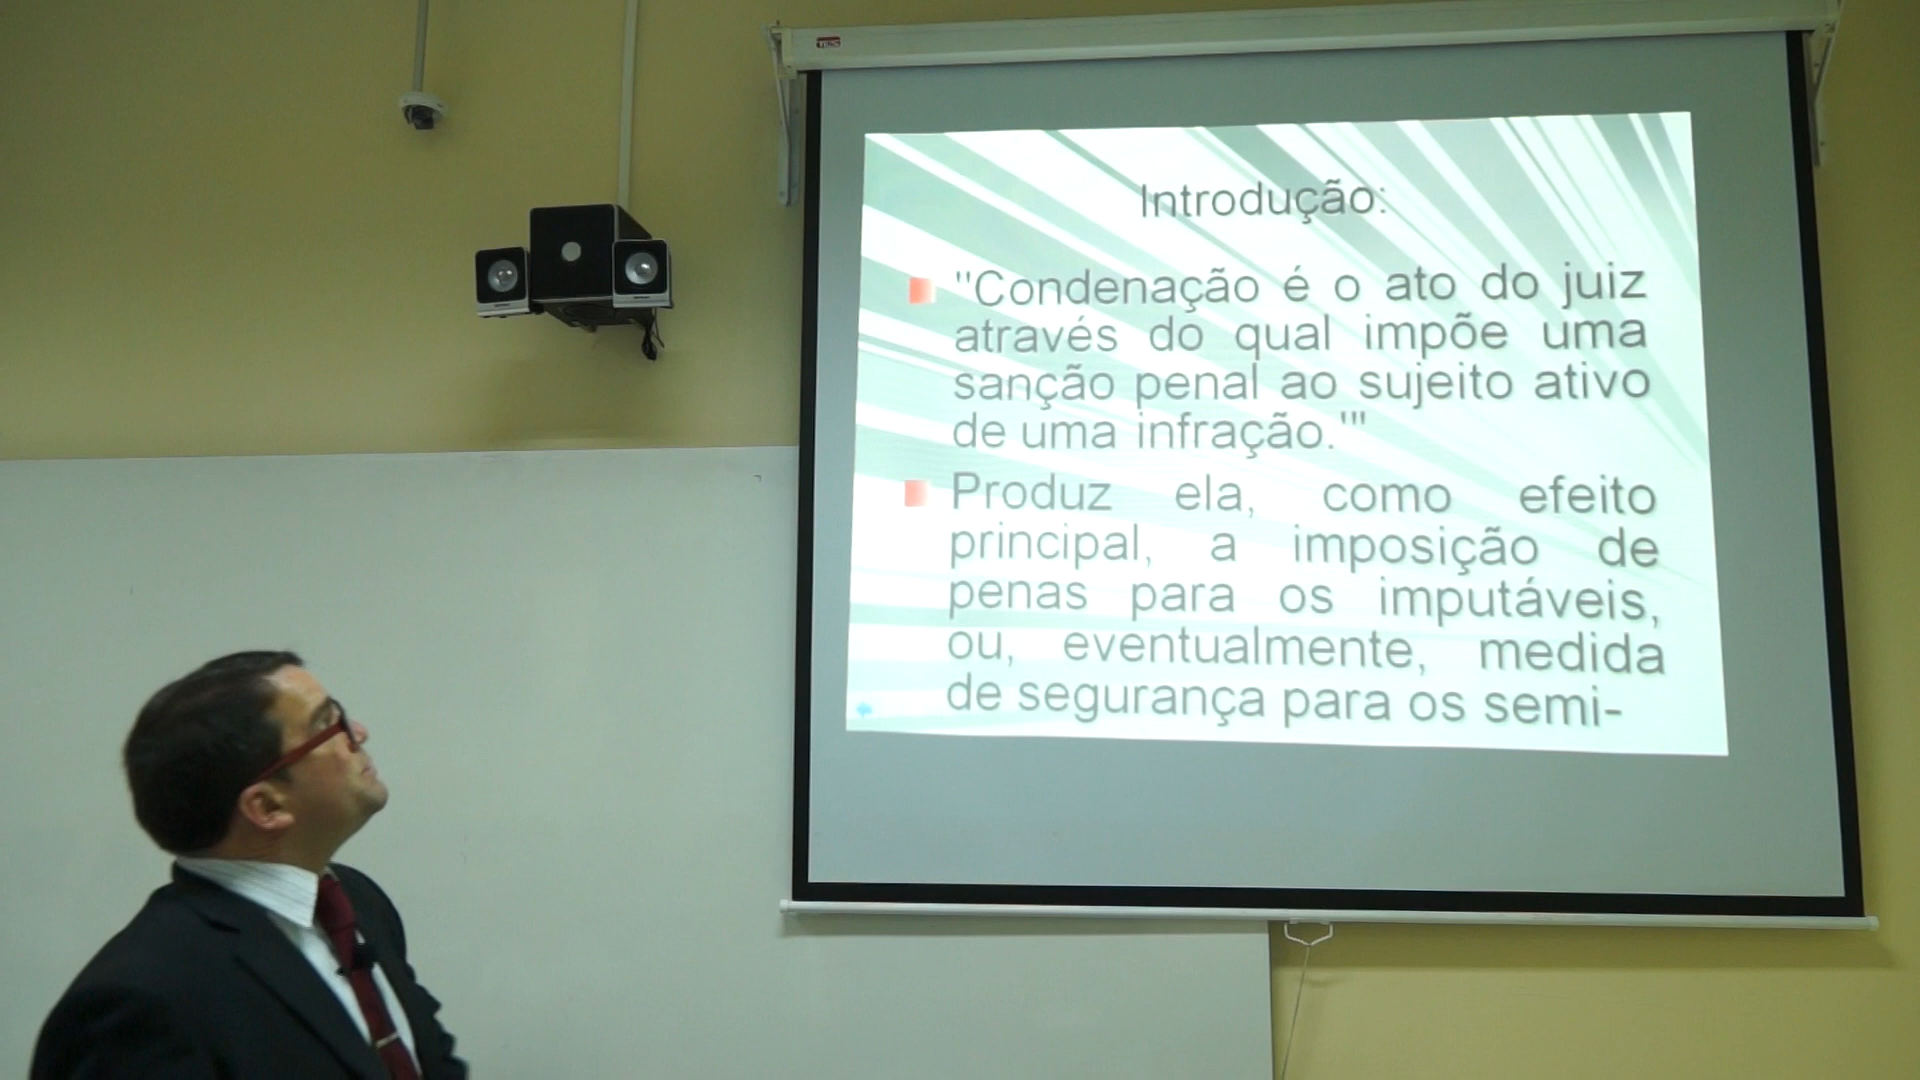 Introdução:
"Condenação é o ato do juiz
através do qual impõe uma
sanção penal ao sujeito ativo
de uma infração.'"
Produz ela, como efeito
principal, a imposição de
penas para os imputáveis,
ou, eventualmente, medida
de segurança para os semi-